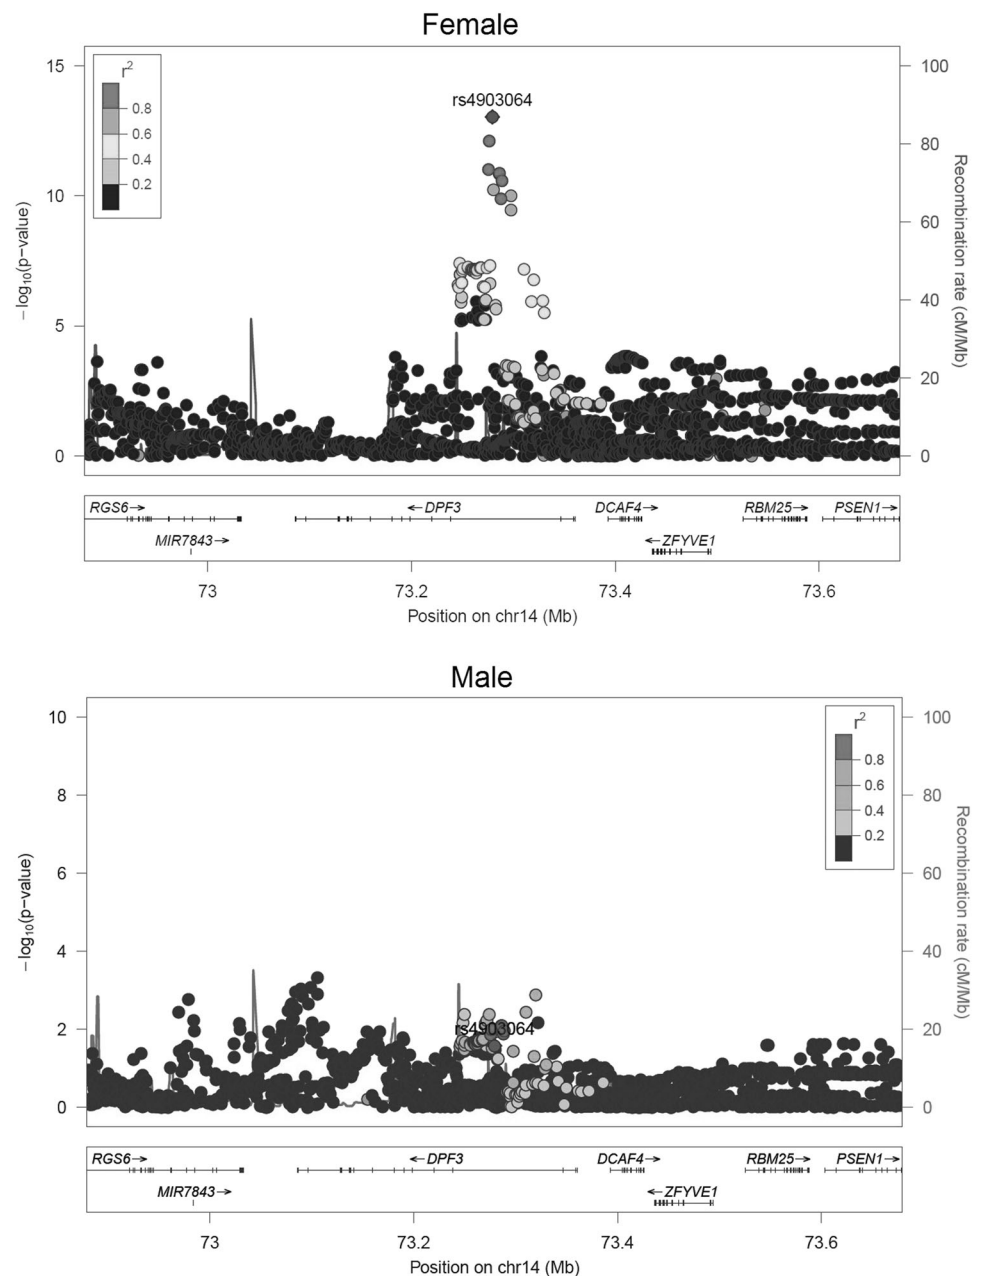 Female
r2
0.8
0.6
0.4
0.2
rs4903064
15
10
5
0
− log10(p−value)
100
80
60
40
20
0
Recombination rate (cM/Mb)
RGS6→
←DPF3
DCAF4→
RBM25→
PSEN1→
MIR7843→
←ZFYVE1
73
73.2
73.4
73.6
Position on chr14 (Mb)
Male
r2
0.8
0.6
0.4
0.2
rs4903064
10
8
6
4
2
0
− log10(p−value)
100
80
60
40
20
0
Recombination rate (cM/Mb)
RGS6→
←DPF3
DCAF4→
RBM25→
PSEN1→
MIR7843→
←ZFYVE1
73
73.2
73.4
73.6
Position on chr14 (Mb)